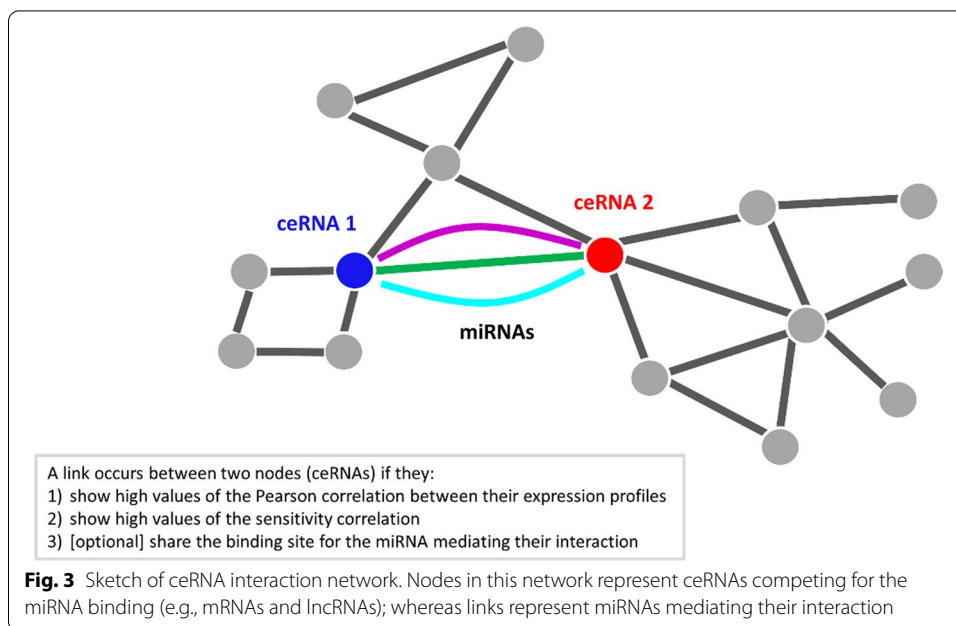 ceRNA 2
ceRNA 1
miRNAs
A link occurs between two nodes (ceRNAs) if they:
1) show high values of the Pearson correlation between their expression profiles
2) show high values of the sensitivity correlation
3) [optional] share the binding site for the miRNA mediating their interaction
Fig. 3 Sketch of ceRNA interaction network. Nodes in this network represent ceRNAs competing for the
miRNA binding (e.g., mRNAs and lncRNAs); whereas links represent miRNAs mediating their interaction